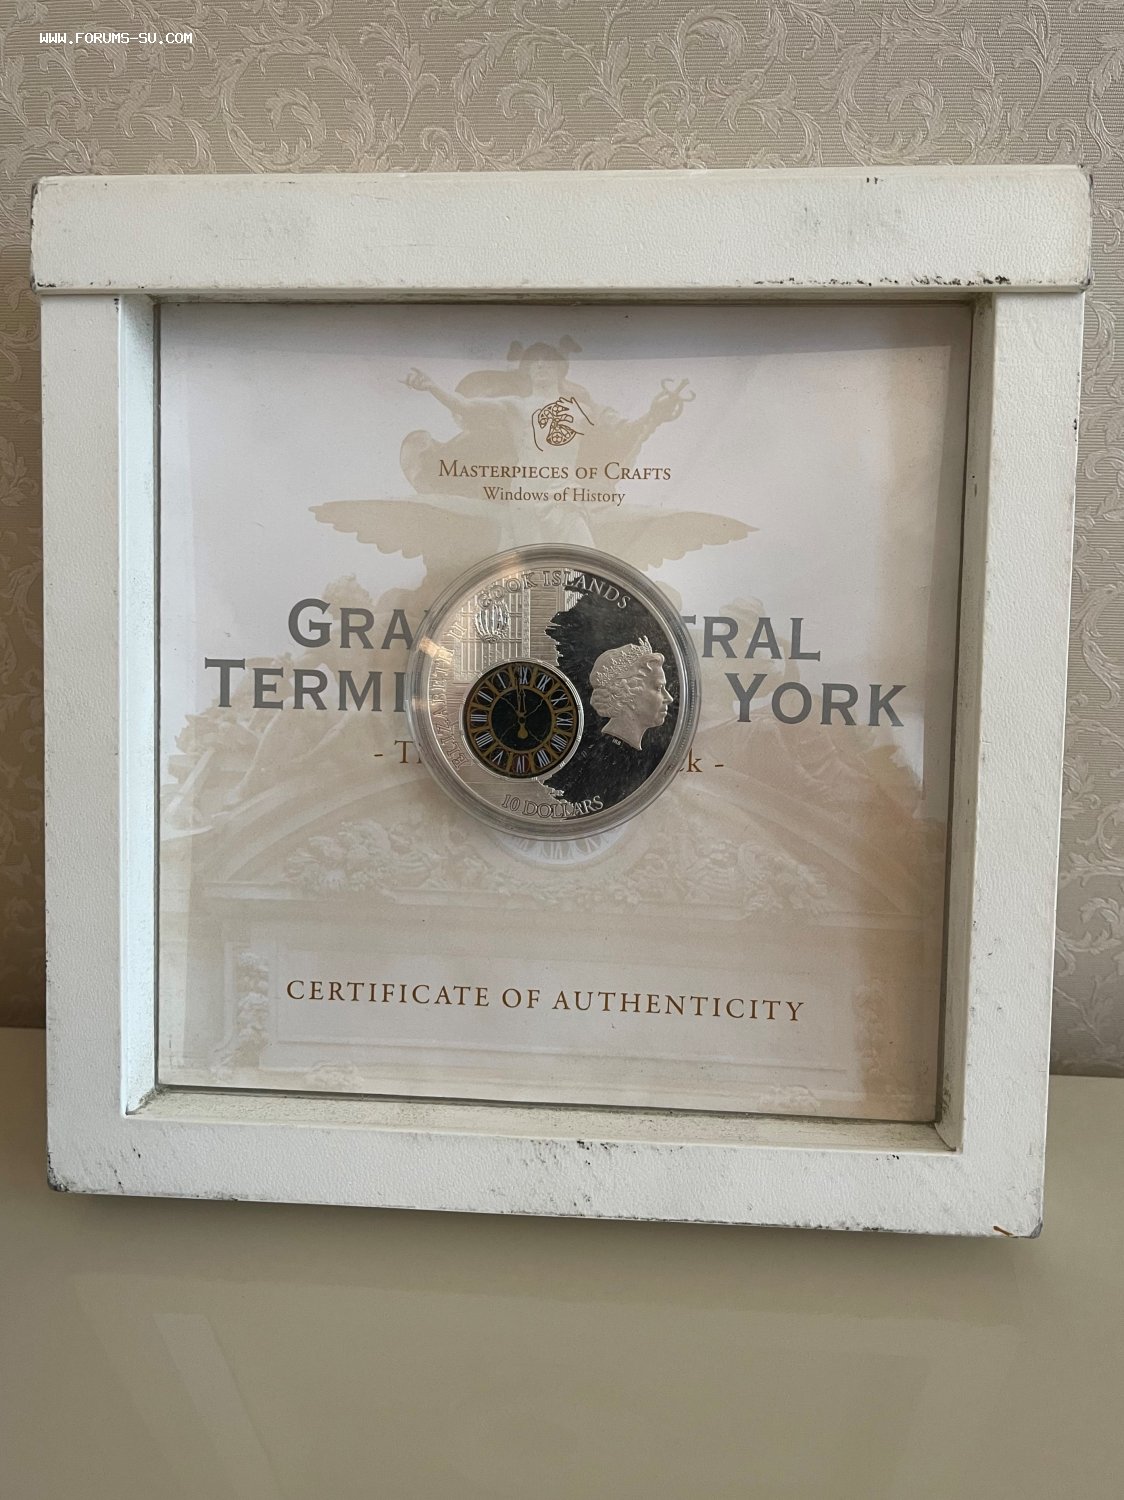 WWW.FORUMS-SU.COM
MASTERPIECES OF CRAFTS
Windows of History
COOK ISLANDS
ELIZABETH II
GRA TRAL
TERMI YORK
- T k -
10 DOLLARS
CERTIFICATE OF AUTHENTICITY